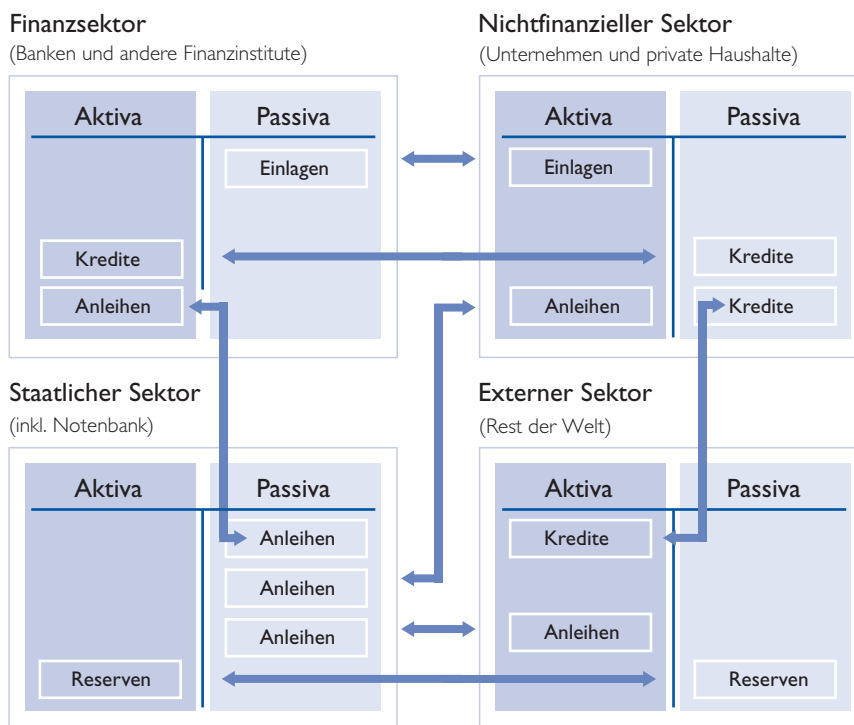 Finanzsektor
(Banken und andere Finanzinstitute)
Aktiva
Passiva
Einlagen
Kredite
Anleihen
Nichtfinanzieller Sektor
(Unternehmen und private Haushalte)
Aktiva
Passiva
Einlagen
Kredite
Anleihen
Kredite
Staatlicher Sektor
(inkl. Notenbank)
Aktiva
Passiva
Anleihen
Anleihen
Anleihen
Reserven
Externer Sektor
(Rest der Welt)
Aktiva
Passiva
Kredite
Anleihen
Reserven